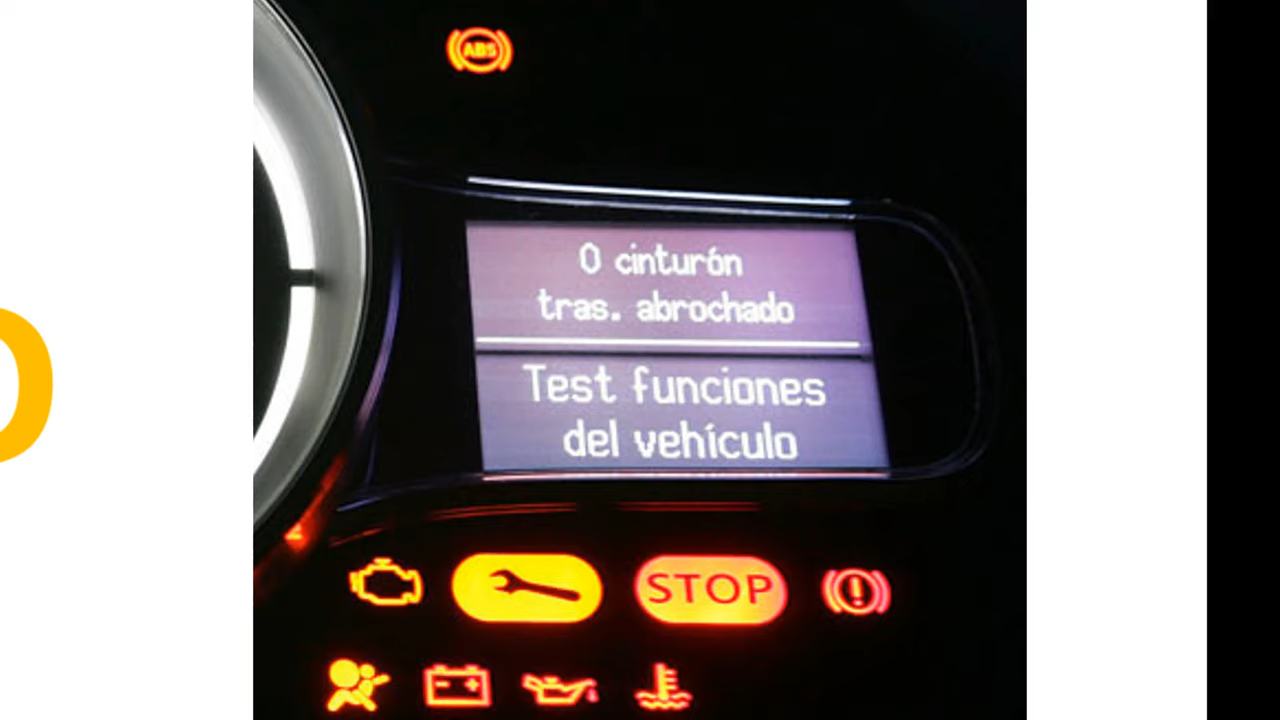 ABS
0 cinturón
tras. abrochado
Test funciones
del vehículo
STOP